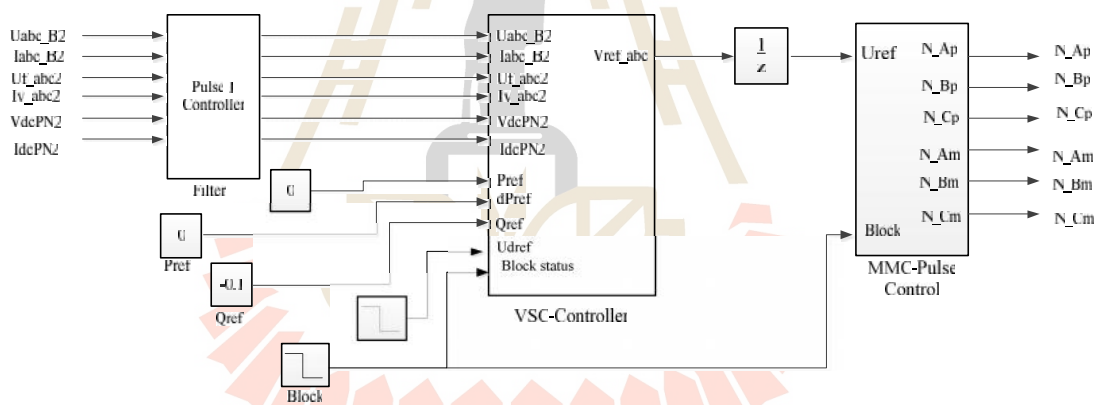 Uabc_B2
Iabc_B2
Uf_abc2
Iv_abc2
VdcPN2
IdcPN2
Pulse 1
Controller
Filter
0
0
Pref
-0.1
Qref
Block
Uabc_B2
Iabc_B2
Uf_abc2
Iv_abc2
VdcPN2
IdcPN2
Pref
dPref
Qref
Udref
Block status
Vref_abc
VSC-Controller
1
z
Uref
Block
N_Ap
N_Bp
N_Cp
N_Am
N_Bm
N_Cm
MMC-Pulse
Control
N_Ap
N_Bp
N_Cp
N_Am
N_Bm
N_Cm